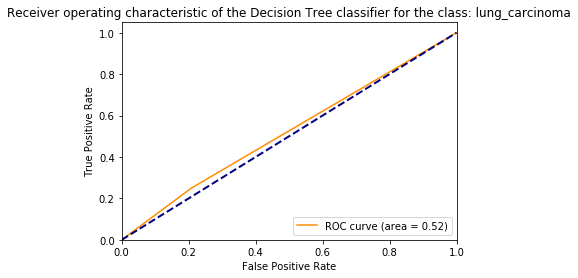 Receiver operating characteristic of the Decision Tree classifier for the class: lung_carcinoma
1.0
0.8
0.6
0.4
0.2
0.0
True Positive Rate
ROC curve (area = 0.52)
0.0 0.2 0.4 0.6 0.8 1.0
False Positive Rate